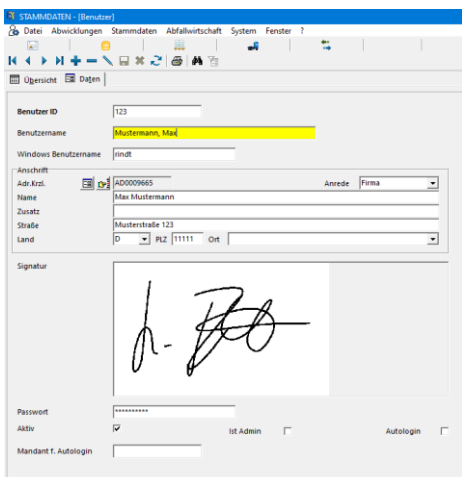 STAMMDATEN - [Benutzer]
Datei Abwicklungen Stammdaten Abfallwirtschaft System Fenster ?
Übersicht Daten
Benutzer ID 123
Benutzername Mustermann, Max
Windows Benutzername rindt
Anschrift
Adr.Krzl. AD0009665 Anrede Firma
Name Max Mustermann
Zusatz
Straße Musterstraße 123
Land D PLZ 11111 Ort
Signatur
Passwort **********
Aktiv Ist Admin Autologin
Mandant f. Autologin